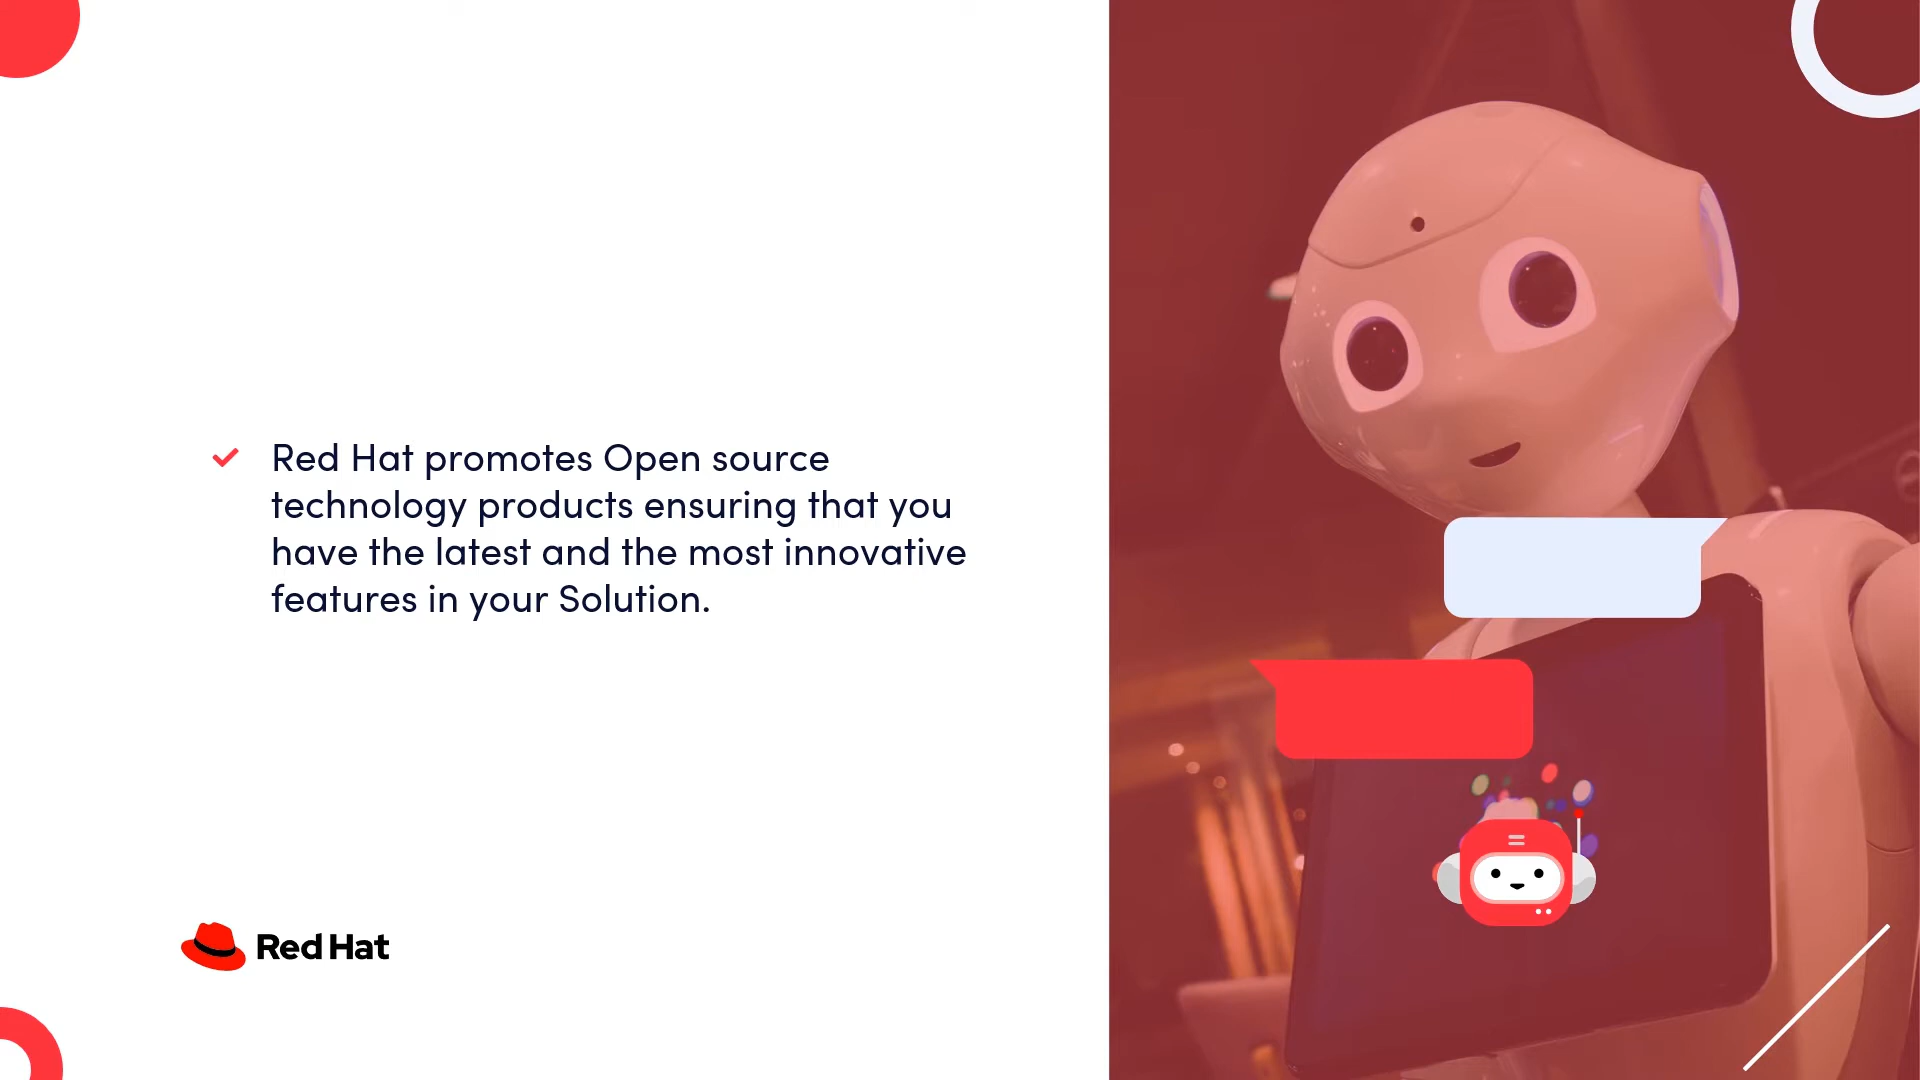 Red Hat promotes Open source
technology products ensuring that you
have the latest and the most innovative
features in your Solution.
Red Hat